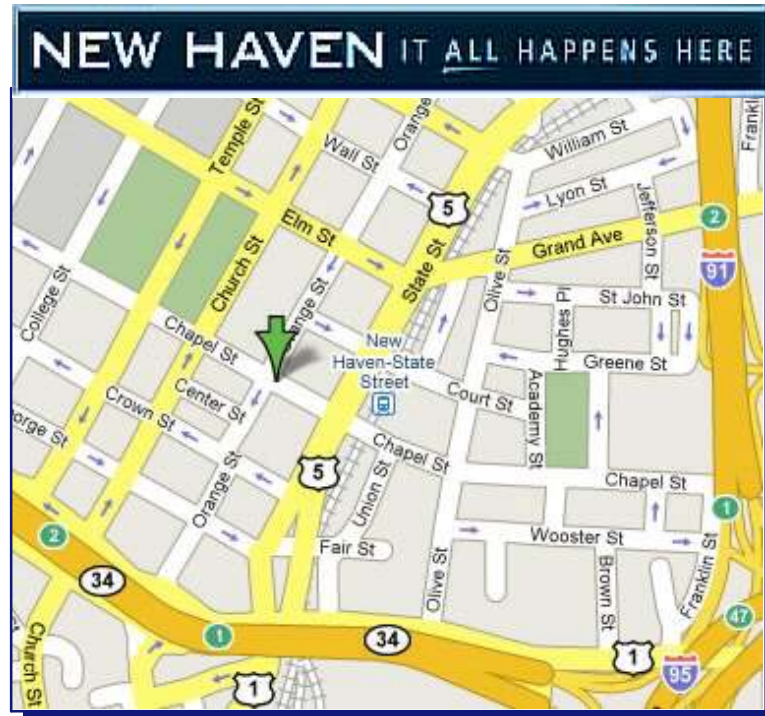 NEW HAVEN IT ALL HAPPENS HERE
Temple St
Wall St
Orange
William St
Frankl
Lyon St
Jefferson St
5
Elm St
Church St
State St
Grand Ave
2
91
College St
Olive St
St John St
Hughes Pl
Orange St
Chapel St
New
Haven-State
Street
Greene St
Court St
Academy St
Center St
Crown St
orge St
Chapel St
5
Orange St
Union St
Chapel St
1
2
Fair St
Wooster St
Olive St
Brown St
Franklin St
34
1
34
47
Church St
1
1
95